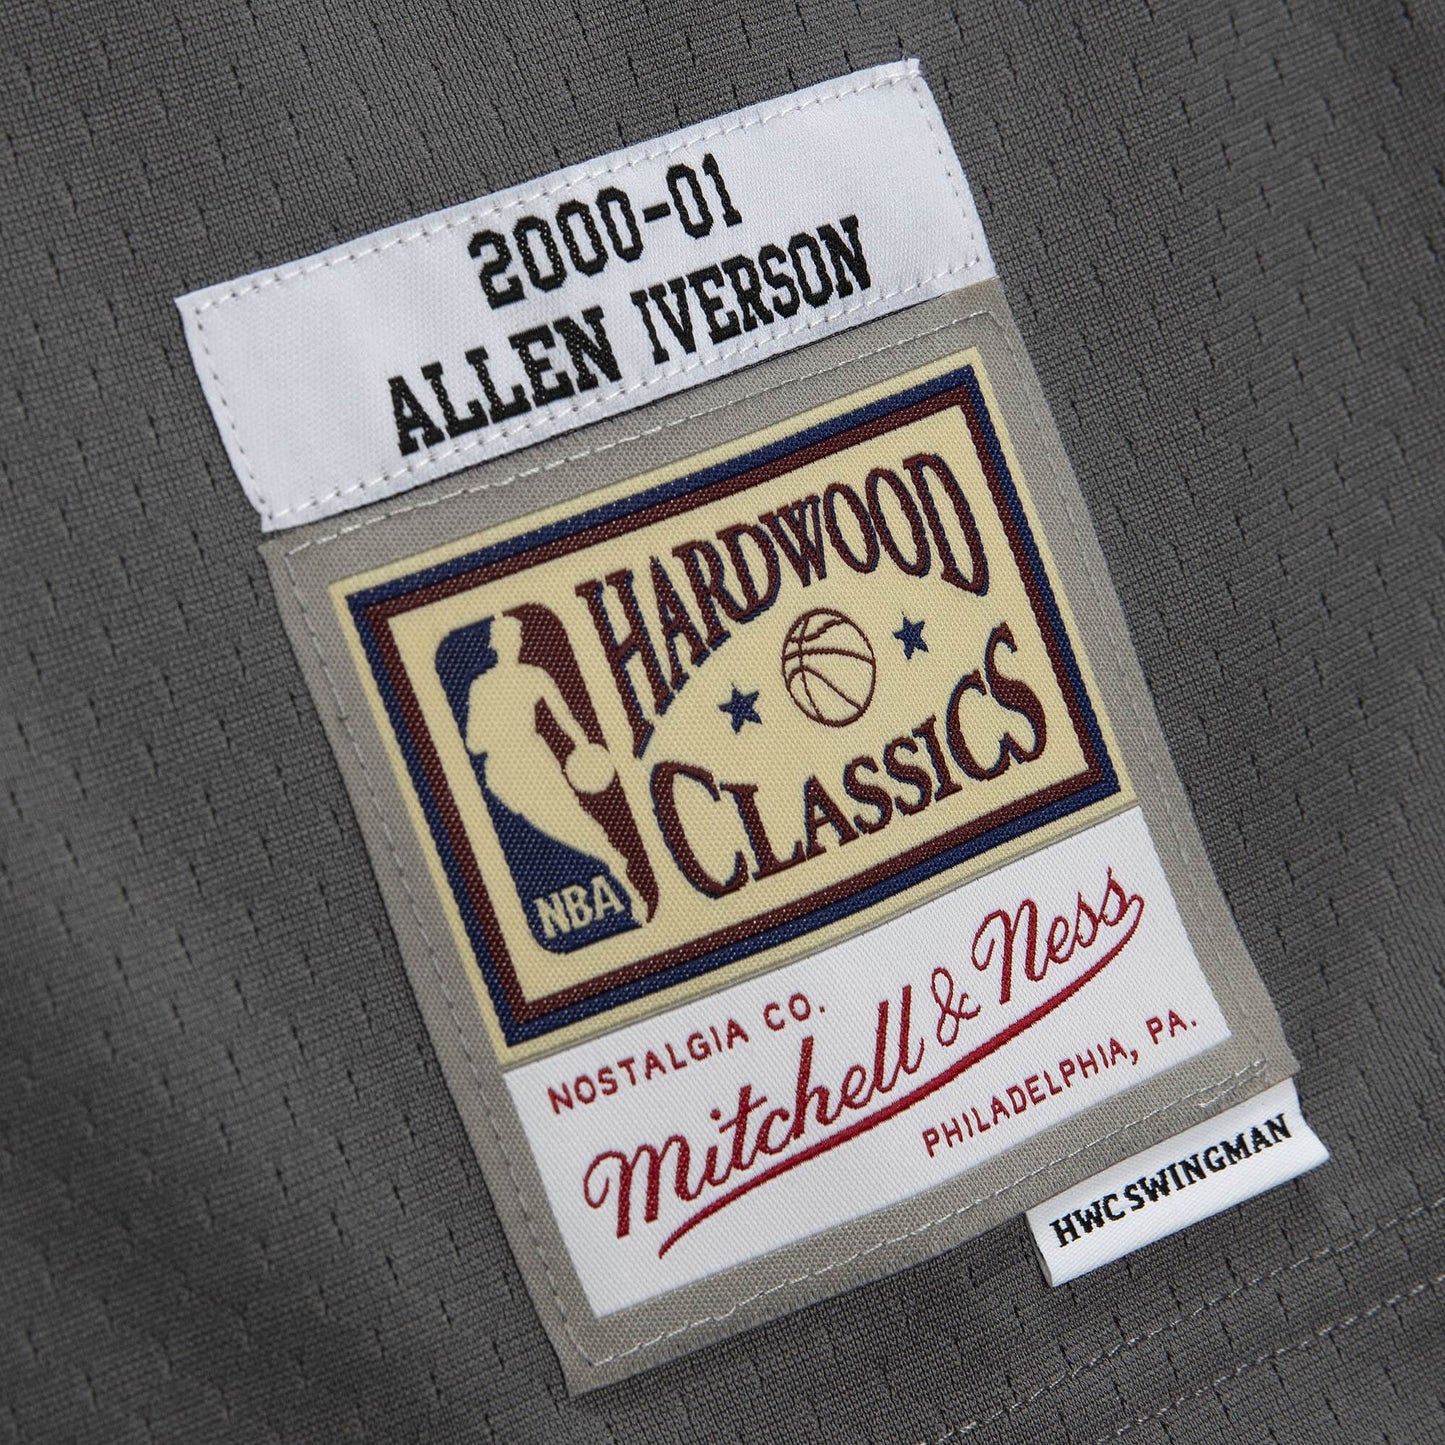 2000-01
ALLEN IVERSON
HARDWOOD
CLASSICS
NBA
NOSTALGIA CO.
Mitchell & Ness
PHILADELPHIA, PA.
HWC SWINGMAN